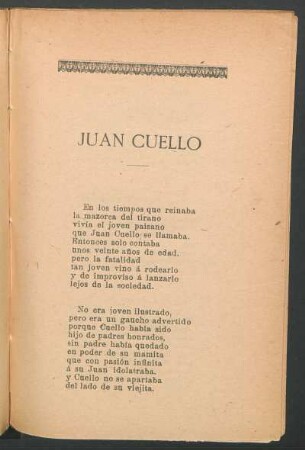 JUAN CUELLO
En los tiempos que reinaba
la mazorca del tirano
vivía el joven paisano
que Juan Cuello se llamaba.
Entonces solo contaba
unos veinte años de edad.
pero la fatalidad
tan joven vino á rodearlo
y de improviso á lanzarlo
lejos de la sociedad.
No era joven ilustrado,
pero era un gaucho advertido
porque Cuello había sido
hijo de padres honrados,
sin padre había quedado
en poder de su mamita
que con pasión infinita
á su Juan idolatraba.
y Cuello no se apartaba
del lado de su viejita.